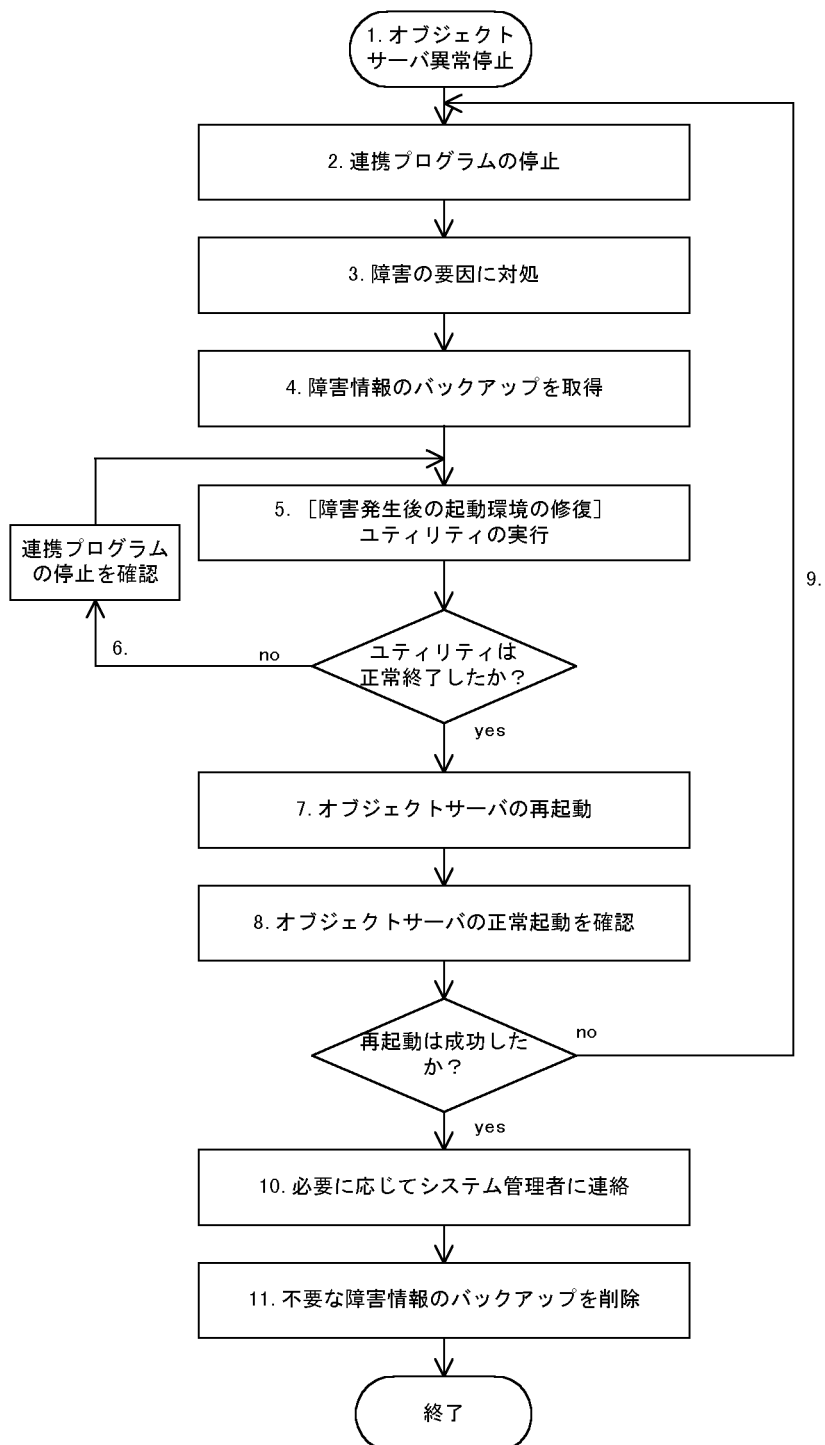 1.オブジェクト
サーバ異常停止
2.連携プログラムの停止
3.障害の要因に対処
4.障害情報のバックアップを取得
5.［障害発生後の起動環境の修復］
ユティリティの実行
連携プログラム
の停止を確認
9.
6.
no
ユティリティは
正常終了したか？
yes
7.オブジェクトサーバの再起動
8.オブジェクトサーバの正常起動を確認
再起動は成功した
か？
no
yes
10.必要に応じてシステム管理者に連絡
11.不要な障害情報のバックアップを削除
終了